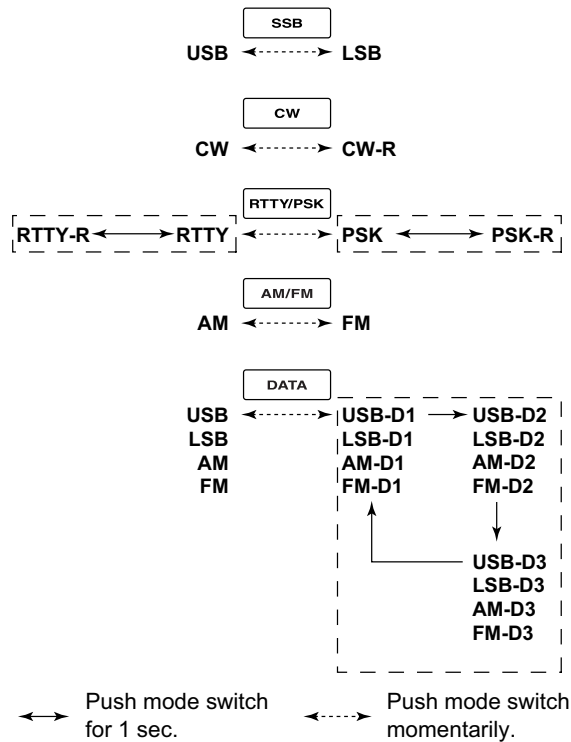 SSB
USB LSB
CW
CW CW-R
RTTY/PSK
RTTY-R RTTY PSK PSK-R
AM/FM
AM FM
DATA
USB USB-D1 USB-D2
LSB LSB-D1 LSB-D2
AM AM-D1 AM-D2
FM FM-D1 FM-D2
USB-D3
LSB-D3
AM-D3
FM-D3
Push mode switch
for 1 sec.
Push mode switch
momentarily.